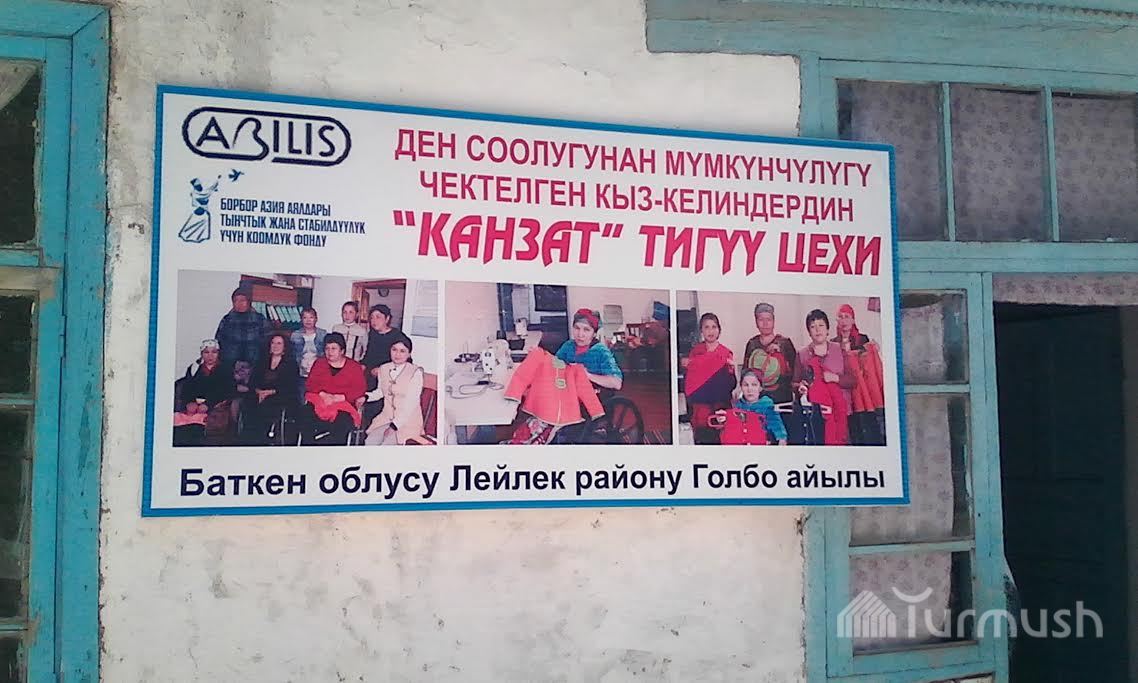 ABILIS
БОРБОР АЗИЯ АЯЛДАРЫ
ТЫНЧТЫК ЖАНА СТАБИЛДҮҮЛҮК
ҮЧҮН КООМДУК ФОНДУ
ДЕН СООЛУГУНАН МҮМКҮНЧҮЛҮГҮ
ЧЕКТЕЛГЕН КЫЗ-КЕЛИНДЕРДИН
“КАНЗАТ” ТИГҮҮ ЦЕХИ
Баткен облусу Лейлек району Голбо айылы
Turmush